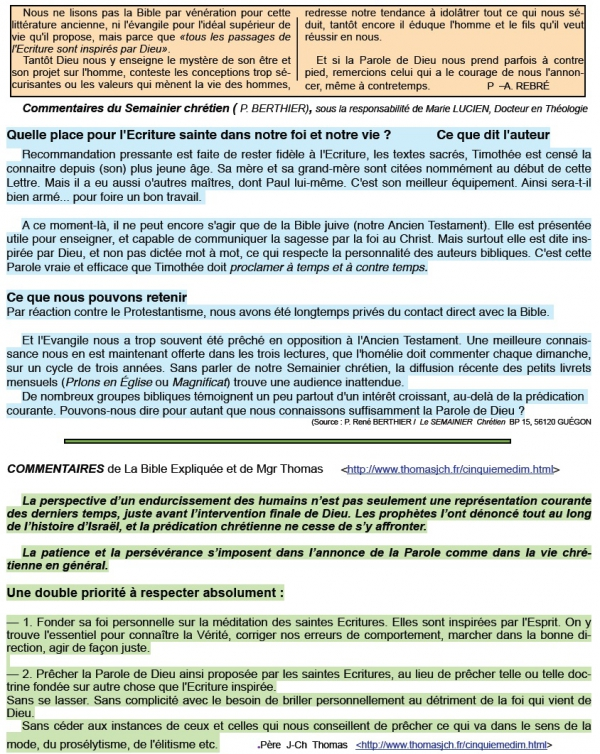 Nous ne lisons pas la Bible par vénération pour cette
littérature ancienne, ni l'évangile pour l'idéal supérieur de
vie qu'il propose, mais parce que «tous les passages de
l'Ecriture sont inspirés par Dieu».
Tantôt Dieu nous y enseigne le mystère de son être et
son projet sur l'homme, conteste les conceptions trop sé-
curisantes ou les valeurs qui mènent la vie des hommes,
redresse notre tendance à idolâtrer tout ce qui nous sé-
duit, tantôt encore il éduque l'homme et le fils qu'il veut
réussir en nous.
Et si la Parole de Dieu nous prend parfois à contre
pied, remercions celui qui a le courage de nous l'annon-
cer, même à contretemps. P –A. REBRÉ
Commentaires du Semainier chrétien ( P. BERTHIER), sous la responsabilité de Marie LUCIEN, Docteur en Théologie
Quelle place pour l'Ecriture sainte dans notre foi et notre vie ? Ce que dit l'auteur
Recommandation pressante est faite de rester fidèle à l'Ecriture, les textes sacrés, Timothée est censé la
connaitre depuis (son) plus jeune âge. Sa mère et sa grand-mère sont citées nommément au début de cette
Lettre. Mais il a eu aussi o'autres maîtres, dont Paul lui-même. C'est son meilleur équipement. Ainsi sera-t-il
bien armé... pour foire un bon travail.
A ce moment-là, il ne peut encore s'agir que de la Bible juive (notre Ancien Testament). Elle est présentée
utile pour enseigner, et capable de communiquer la sagesse par la foi au Christ. Mais surtout elle est dite ins-
pirée par Dieu, et non pas dictée mot à mot, ce qui respecte la personnalité des auteurs bibliques. C'est cette
Parole vraie et efficace que Timothée doit proclamer à temps et à contre temps.
Ce que nous pouvons retenir
Par réaction contre le Protestantisme, nous avons été longtemps privés du contact direct avec la Bible.
Et l'Evangile nous a trop souvent été prêché en opposition à l'Ancien Testament. Une meilleure connais-
sance nous en est maintenant offerte dans les trois lectures, que l'homélie doit commenter chaque dimanche,
sur un cycle de trois années. Sans parler de notre Semainier chrétien, la diffusion récente des petits livrets
mensuels (PrIons en Église ou Magnificat) trouve une audience inattendue.
De nombreux groupes bibliques témoignent un peu partout d'un intérêt croissant, au-delà de la prédication
courante. Pouvons-nous dire pour autant que nous connaissons suffisamment la Parole de Dieu ?
(Source : P. René BERTHIER / Le SEMAINIER Chrétien BP 15, 56120 GUÉGON
COMMENTAIRES de La Bible Expliquée et de Mgr Thomas <http://www.thomasjch.fr/cinquiemedim.html>
La perspective d'un endurcissement des humains n'est pas seulement une représentation courante
des derniers temps, juste avant l'intervention finale de Dieu. Les prophètes l'ont dénoncé tout au long
de l'histoire d'Israël, et la prédication chrétienne ne cesse de s'y affronter.
La patience et la persévérance s'imposent dans l'annonce de la Parole comme dans la vie chré-
tienne en général.
Une double priorité à respecter absolument :
— 1. Fonder sa foi personnelle sur la méditation des saintes Ecritures. Elles sont inspirées par l'Esprit. On y
trouve l'essentiel pour connaître la Vérité, corriger nos erreurs de comportement, marcher dans la bonne di-
rection, agir de façon juste.
— 2. Prêcher la Parole de Dieu ainsi proposée par les saintes Ecritures, au lieu de prêcher telle ou telle doc-
trine fondée sur autre chose que l'Ecriture inspirée.
Sans se lasser. Sans complicité avec le besoin de briller personnellement au détriment de la foi qui vient de
Dieu.
Sans céder aux instances de ceux et celles qui nous conseillent de prêcher ce qui va dans le sens de la
mode, du prosélytisme, de l'élitisme etc. .Père J-Ch Thomas <http://www.thomasjch.fr/cinquiemedim.html>